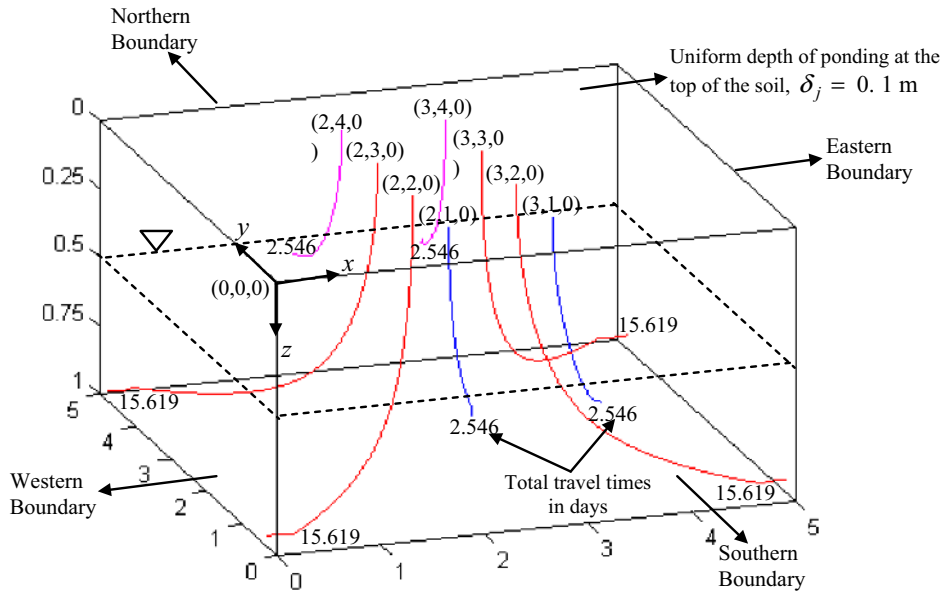 Northern
Boundary
Uniform depth of ponding at the
top of the soil, δj = 0.1 m
0
(2,4,0
)
(3,4,0
)
(2,3,0)
(3,3,0)
Eastern
Boundary
0.25
(2,2,0)
(3,2,0)
(2,1,0)
(3,1,0)
y
0.5
2.546
2.546
x
(0,0,0)
0.75
z
15.619
1
5
15.619
2.546
2.546
4
3
Western
Boundary
2
Total travel times
in days
15.619
1
15.619
0
0
1
2
3
4
5
Southern
Boundary